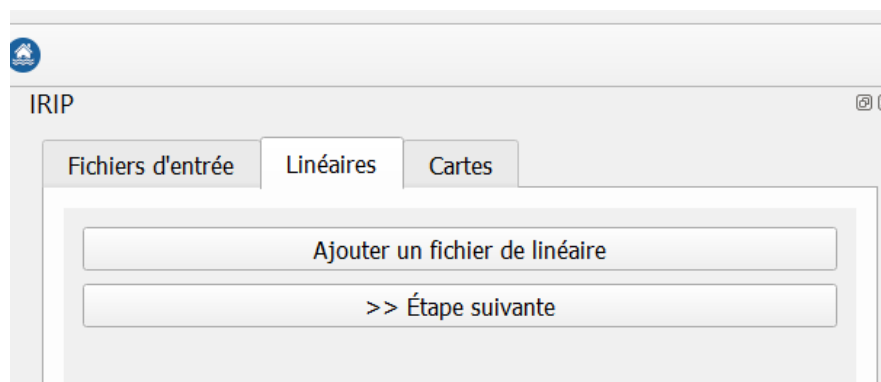 IRIP
Fichiers d'entrée Linéaires Cartes
Ajouter un fichier de linéaire
>> Étape suivante